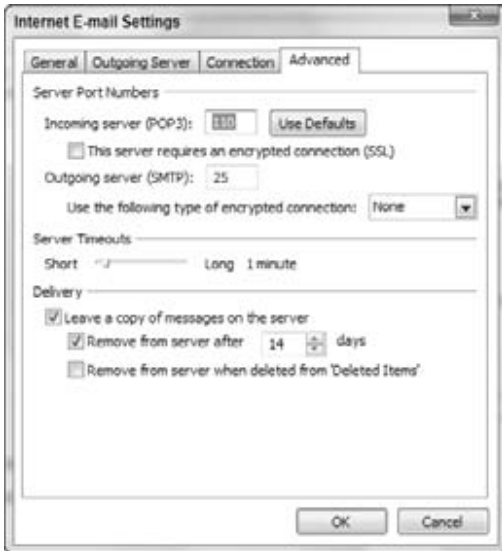 Internet E-mail Settings
General Outgoing Server Connection Advanced
Server Port Numbers
Incoming server (POP3): 110 Use Defaults
This server requires an encrypted connection (SSL)
Outgoing server (SMTP): 25
Use the following type of encrypted connection: None
Server Timeouts
Short Long 1 minute
Delivery
Leave a copy of messages on the server
Remove from server after 14 days
Remove from server when deleted from 'Deleted Items'
OK Cancel